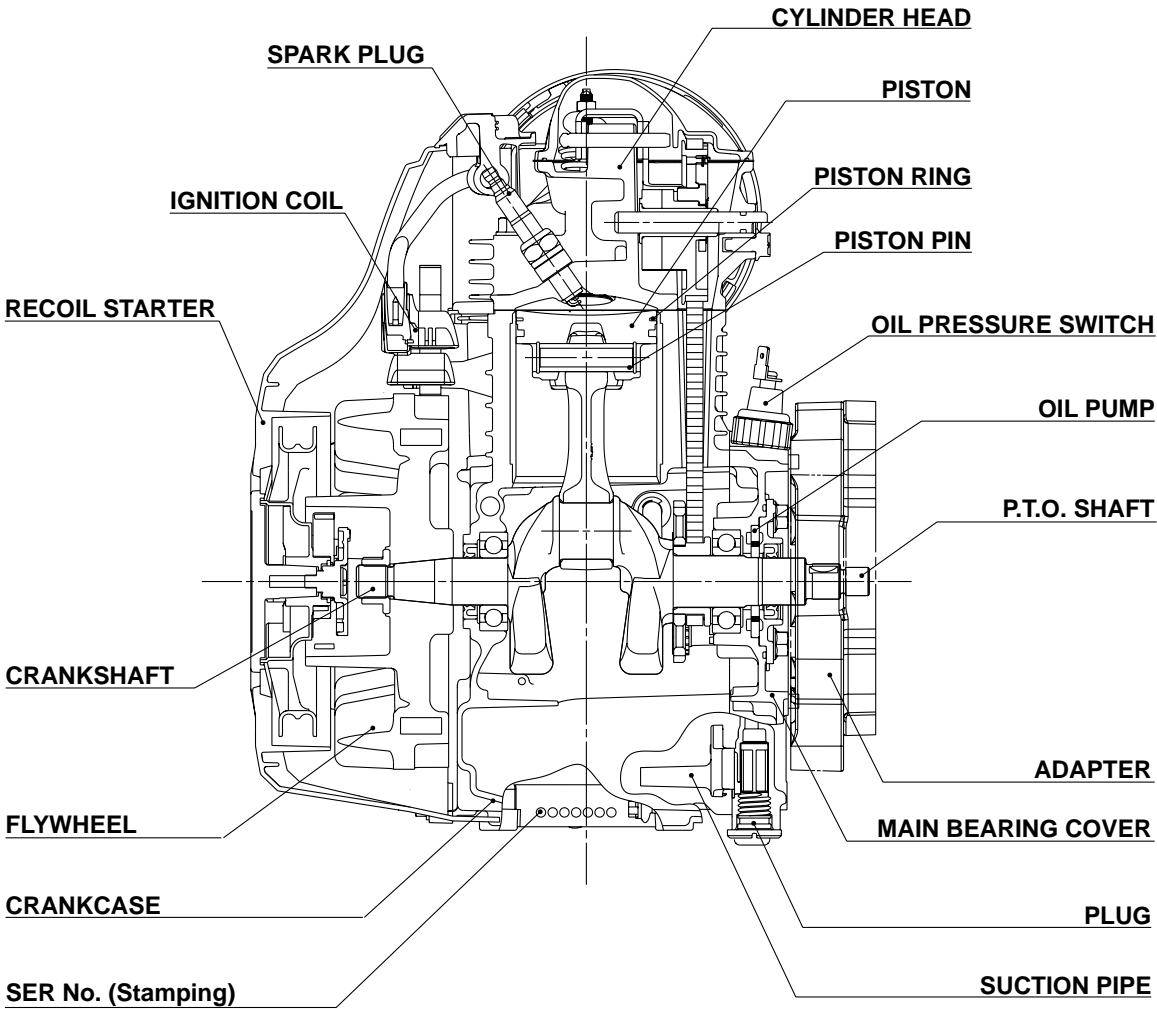 CYLINDER HEAD
SPARK PLUG
PISTON
PISTON RING
IGNITION COIL
PISTON PIN
RECOIL STARTER
OIL PRESSURE SWITCH
OIL PUMP
P.T.O. SHAFT
CRANKSHAFT
ADAPTER
FLYWHEEL
MAIN BEARING COVER
CRANKCASE
PLUG
SUCTION PIPE
SER No. (Stamping)